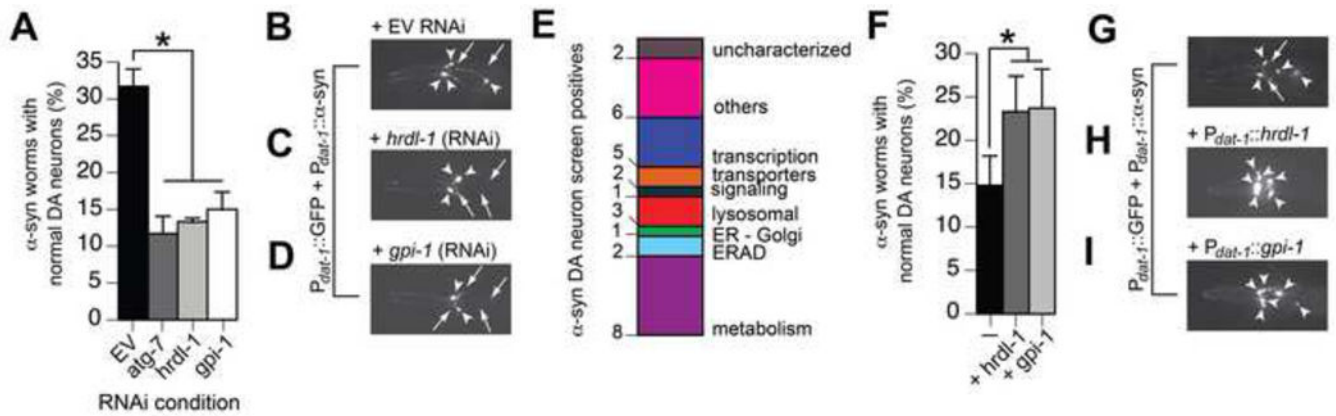 A
α-syn worms with
normal DA neurons (%)
35
30
25
20
15
10
5
0
*
EV
atg-7
hrdl-1
gpi-1
RNAi condition
B
+ EV RNAi
C
+ hrdl-1 (RNAi)
D
+ gpi-1 (RNAi)
Pdat-1::GFP + Pdat-1::α-syn
E
α-syn DA neuron screen positives
2 uncharacterized
6 others
5 transcription
2 transporters
1 signaling
3 lysosomal
1 ER - Golgi
2 ERAD
8 metabolism
F
α-syn worms with
normal DA neurons (%)
30
25
20
15
10
5
0
*
–
+ hrdl-1
+ gpi-1
G
H
+ Pdat-1::hrdl-1
I
+ Pdat-1::gpi-1
Pdat-1::GFP + Pdat-1::α-syn